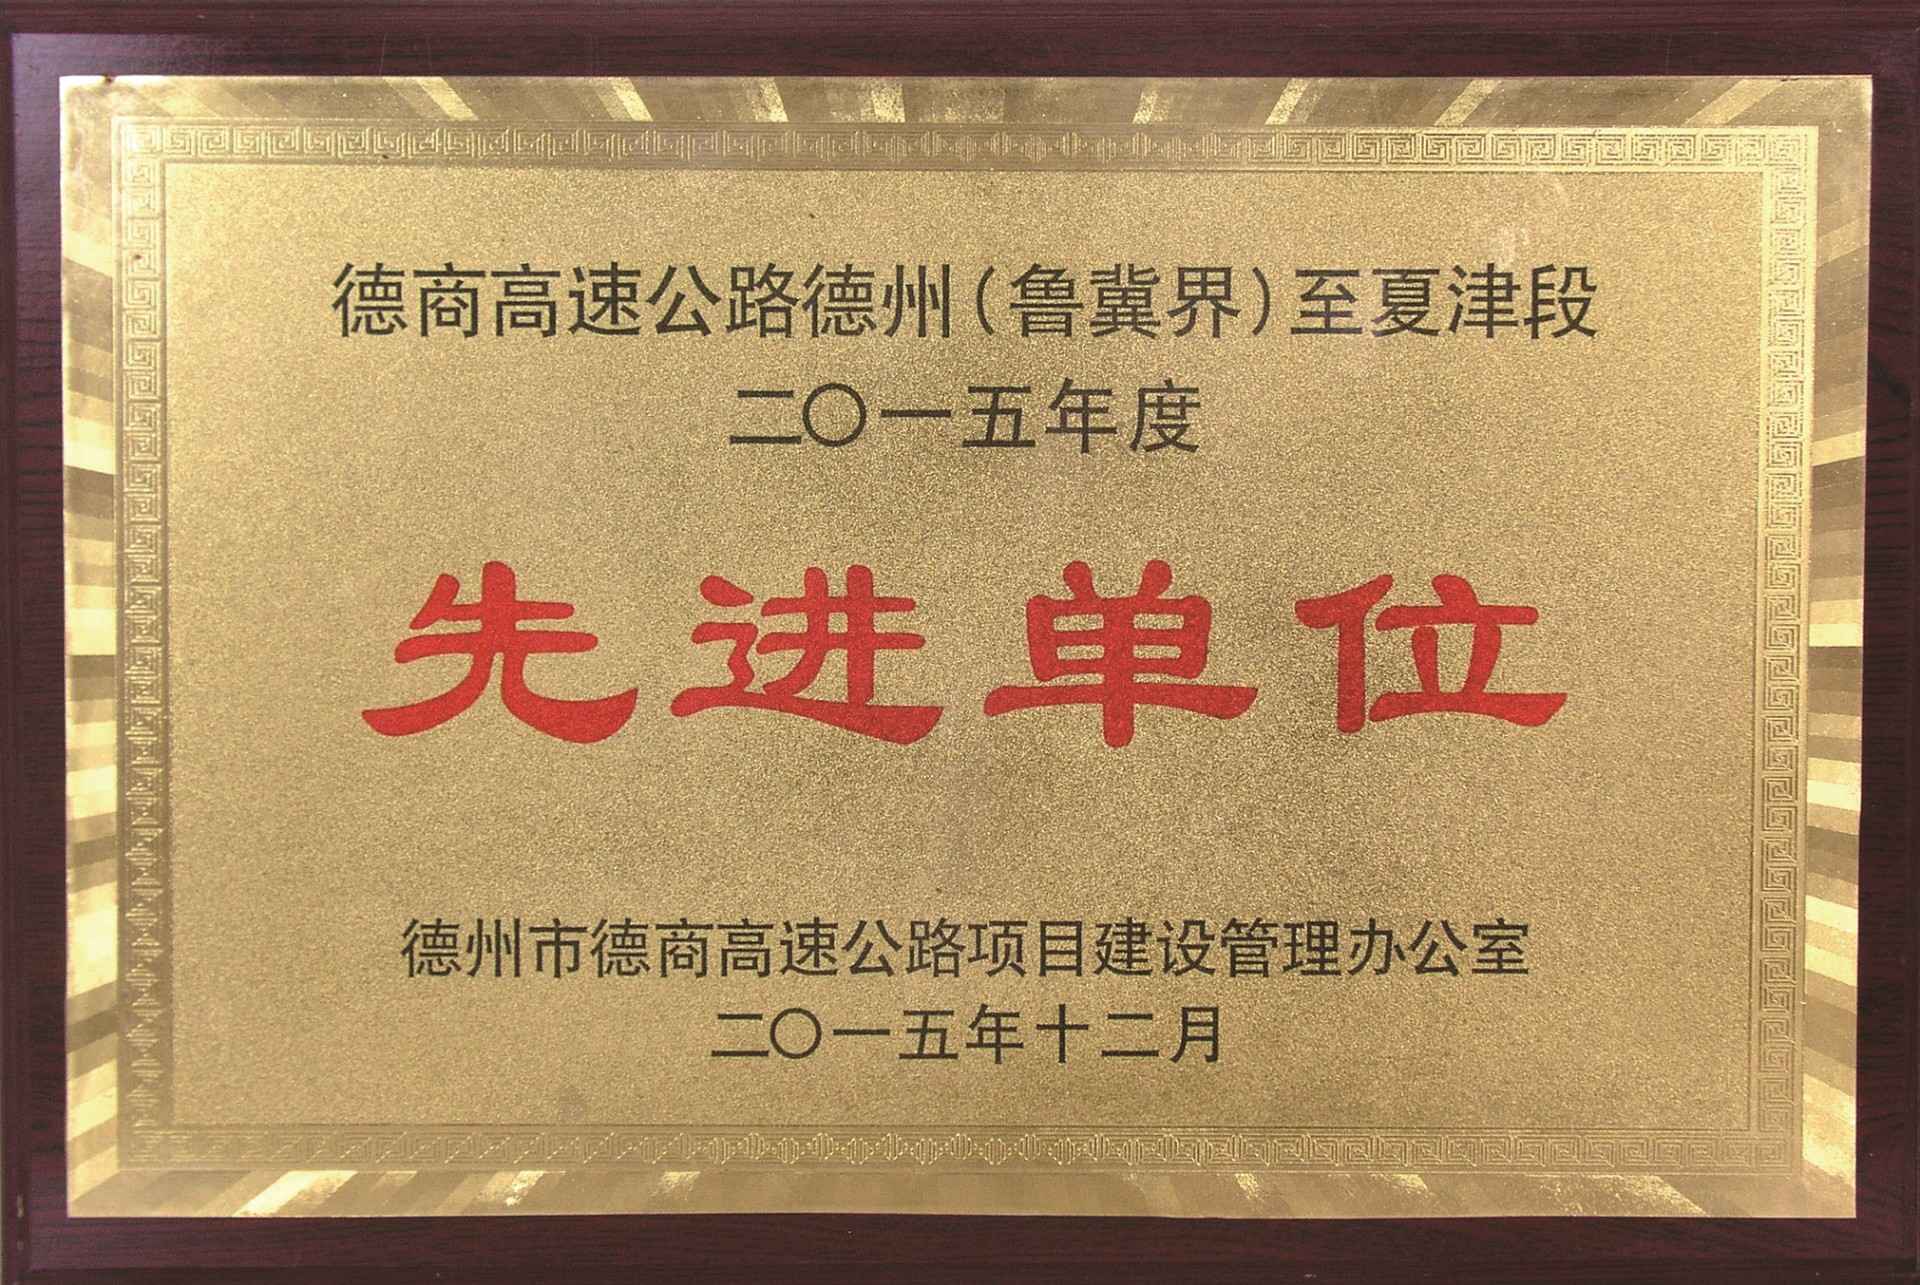 德商高速公路德州（鲁冀界）至夏津段
二〇一五年度
先进单位
德州市德商高速公路项目建设管理办公室
二〇一五年十二月